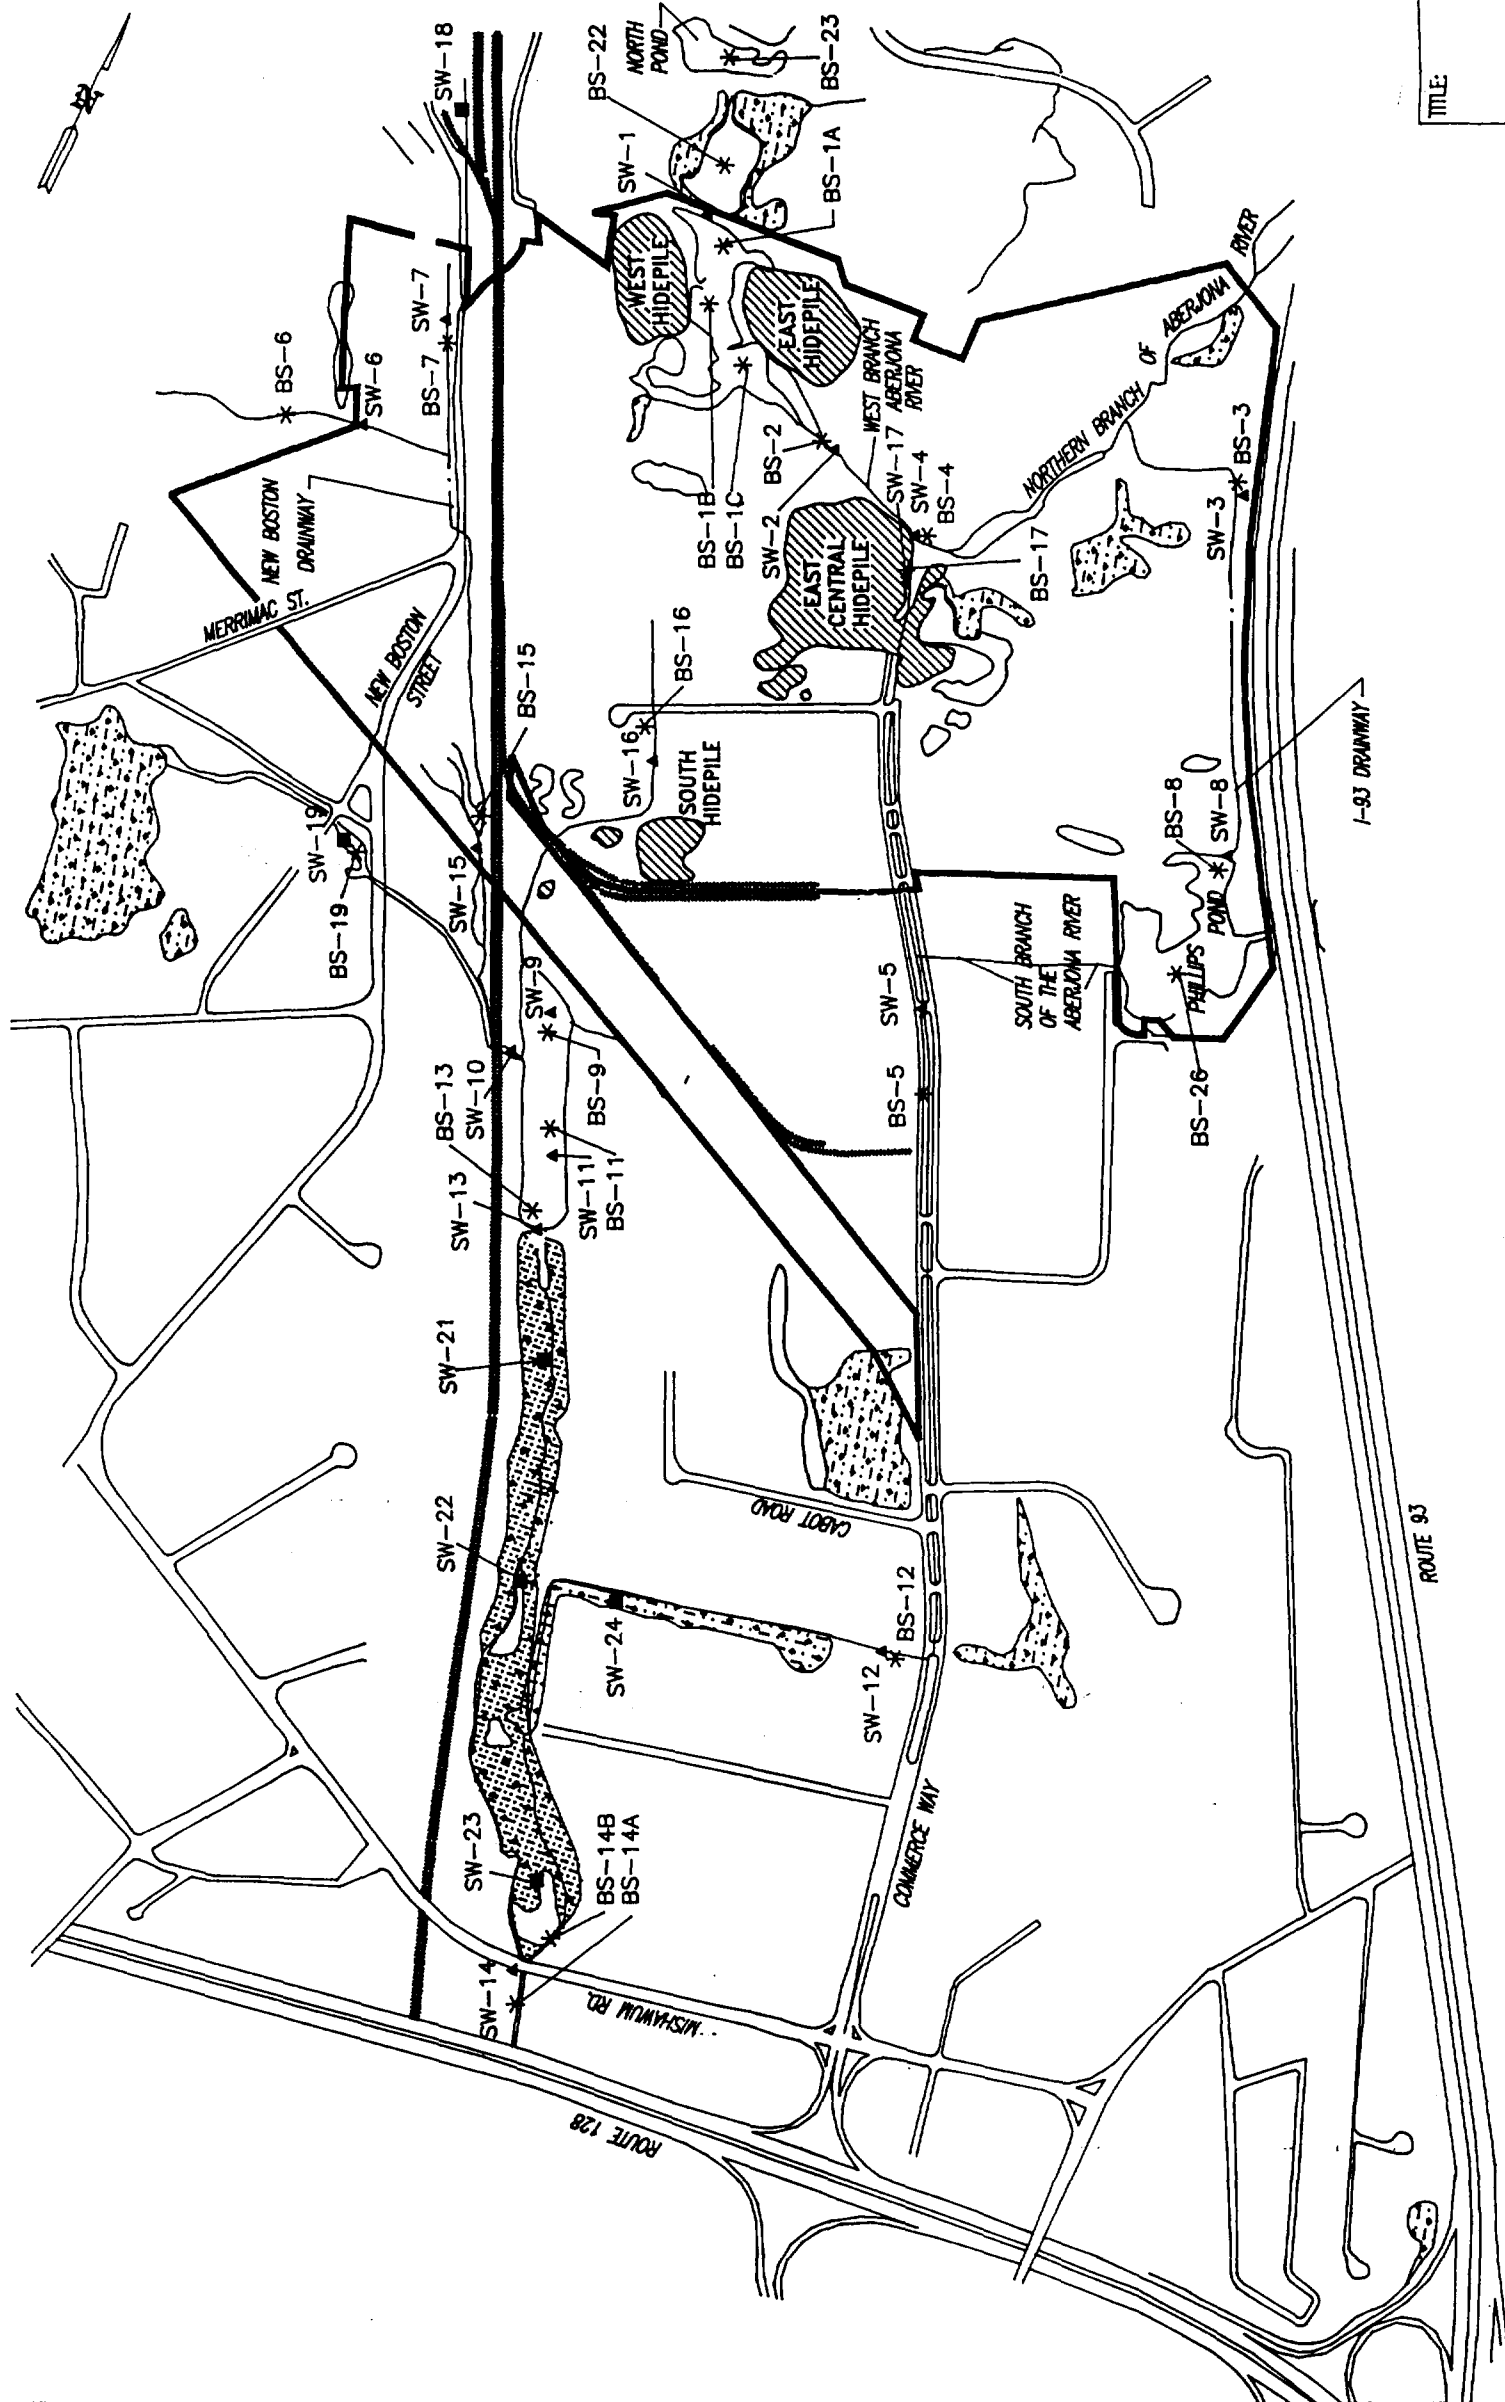 TITLE:
SW-18
BS-22
NORTH
POND
BS-23
SW-1
BS-1A
WEST
HIDEPILE
EAST
HIDEPILE
SW-7
BS-7
BS-6
SW-6
NEW BOSTON
DRAINWAY
MERRIMAC ST.
NEW BOSTON
STREET
BS-1B
BS-1C
BS-2
SW-2
WEST BRANCH
ABERJONA
RIVER
SW-17
SW-4
BS-4
BS-17
EAST
CENTRAL
HIDEPILE
NORTHERN BRANCH OF ABERJONA RIVER
BS-3
SW-3
BS-15
SW-15
BS-16
SW-16
SOUTH
HIDEPILE
SW-19
BS-19
I-93 DRAINWAY
BS-8
SW-8
PHILLIPS
POND
BS-26
SOUTH BRANCH
OF THE
ABERJONA RIVER
SW-5
BS-5
SW-9
BS-9
BS-13
SW-10
SW-13
SW-11
BS-11
SW-21
SW-22
CABOT ROAD
SW-24
BS-12
SW-12
SW-23
BS-14B
BS-14A
SW-14
COMMERCE WAY
MISHAWUM RD.
ROUTE 128
ROUTE 93